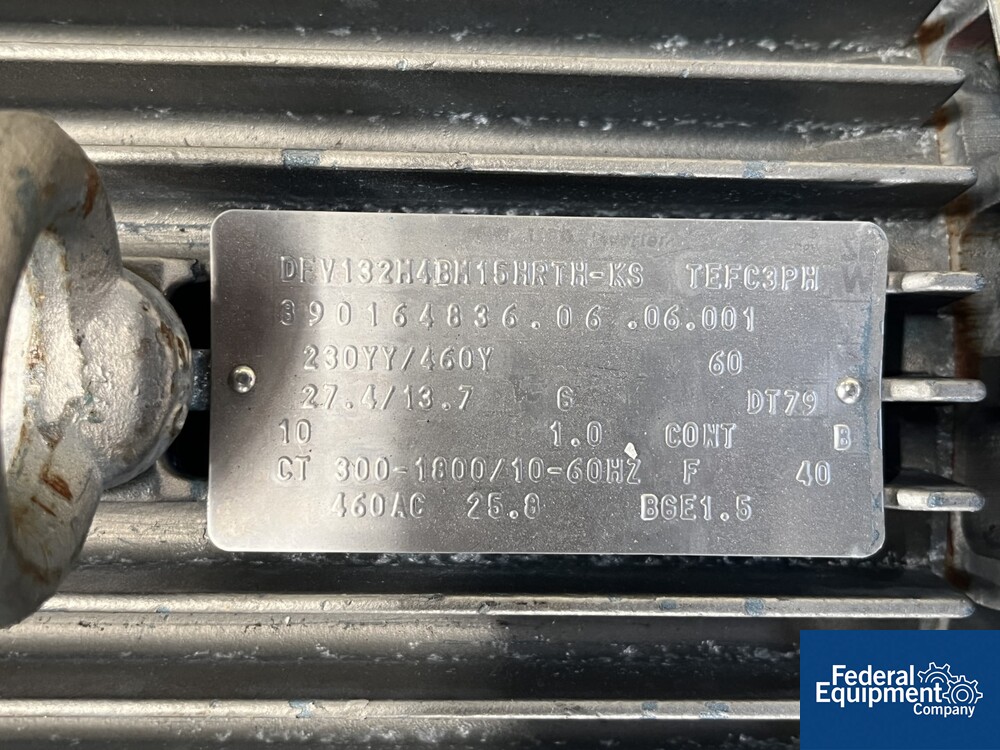 DFV132M4BM15HRTH-KS TEFC3PH
390164836.06.06.001
230YY/460Y 60
27.4/13.7 G DT79
10 1.0 CONT B
CT 300-1800/10-60HZ F 40
460AC 25.8 BGE1.5
Federal
Equipment
Company